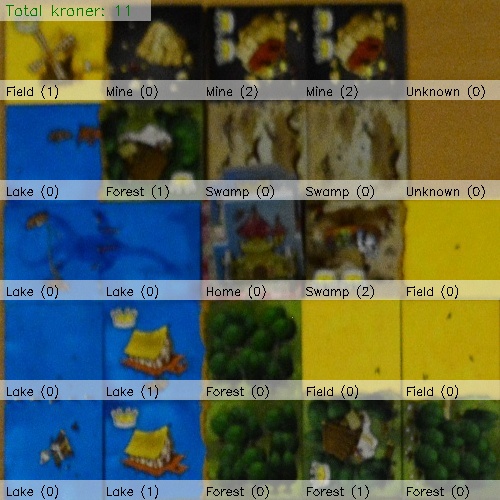 Total kroner: 11
Field (1) Mine (0) Mine (2) Mine (2) Unknown (0)
Lake (0) Forest (1) Swamp (0) Swamp (0) Unknown (0)
Lake (0) Lake (0) Home (0) Swamp (2) Field (0)
Lake (0) Lake (1) Forest (0) Field (0) Field (0)
Lake (0) Lake (1) Forest (0) Forest (1) Forest (0)